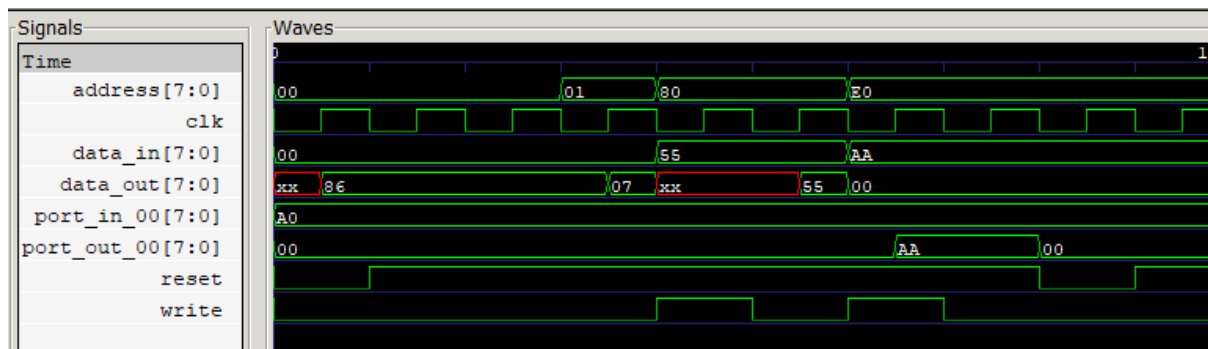 Signals
Waves
Time
0
1
address[7:0]
00 01 80 E0
clk
data_in[7:0]
00 55 AA
data_out[7:0]
xx 86 07 xx 55 00
port_in_00[7:0]
A0
port_out_00[7:0]
00 AA 00
reset
write